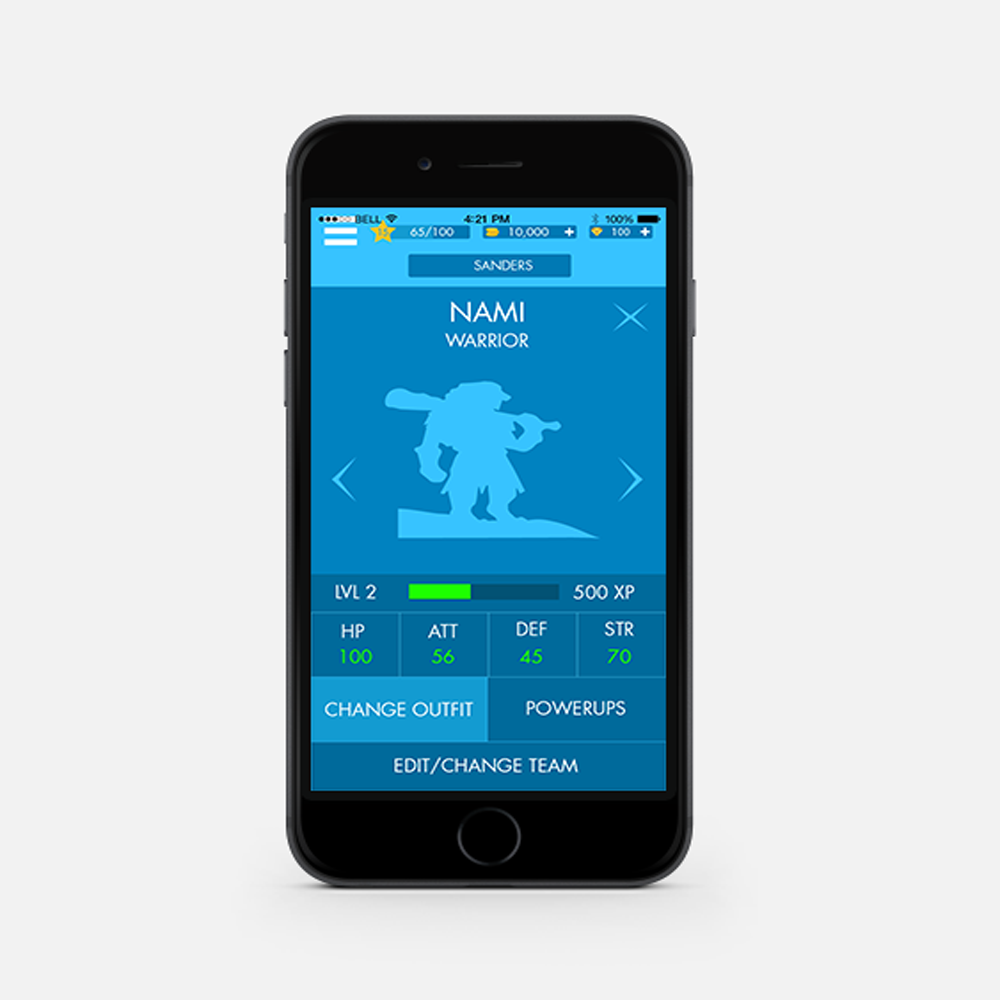 BELL 4:21 PM 100%
15 65/100 10,000 + 100 +
SANDERS
NAMI
WARRIOR
LVL 2 500 XP
HP ATT DEF STR
100 56 45 70
CHANGE OUTFIT POWERUPS
EDIT/CHANGE TEAM